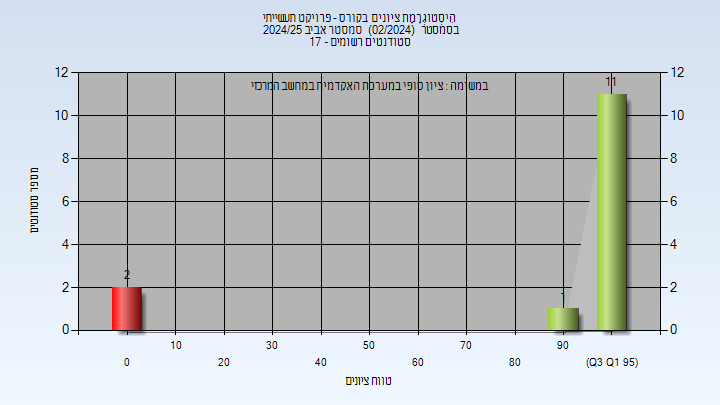 היסטוגרמת ציונים בקורס - פרויקט תעשייתי
בסמסטר (02/2024) סמסטר אביב 2024/25
סטודנטים רשומים - 17
במשימה : ציון סופי במערכת האקדמית במחשב המרכזי
12 12
10 10
8 8
6 6
4 4
2 2
0 0
2
1
11
מספר סטודנטים
10 30 50 70 90
0 20 40 60 80 (Q3 Q1 95)
טווח ציונים